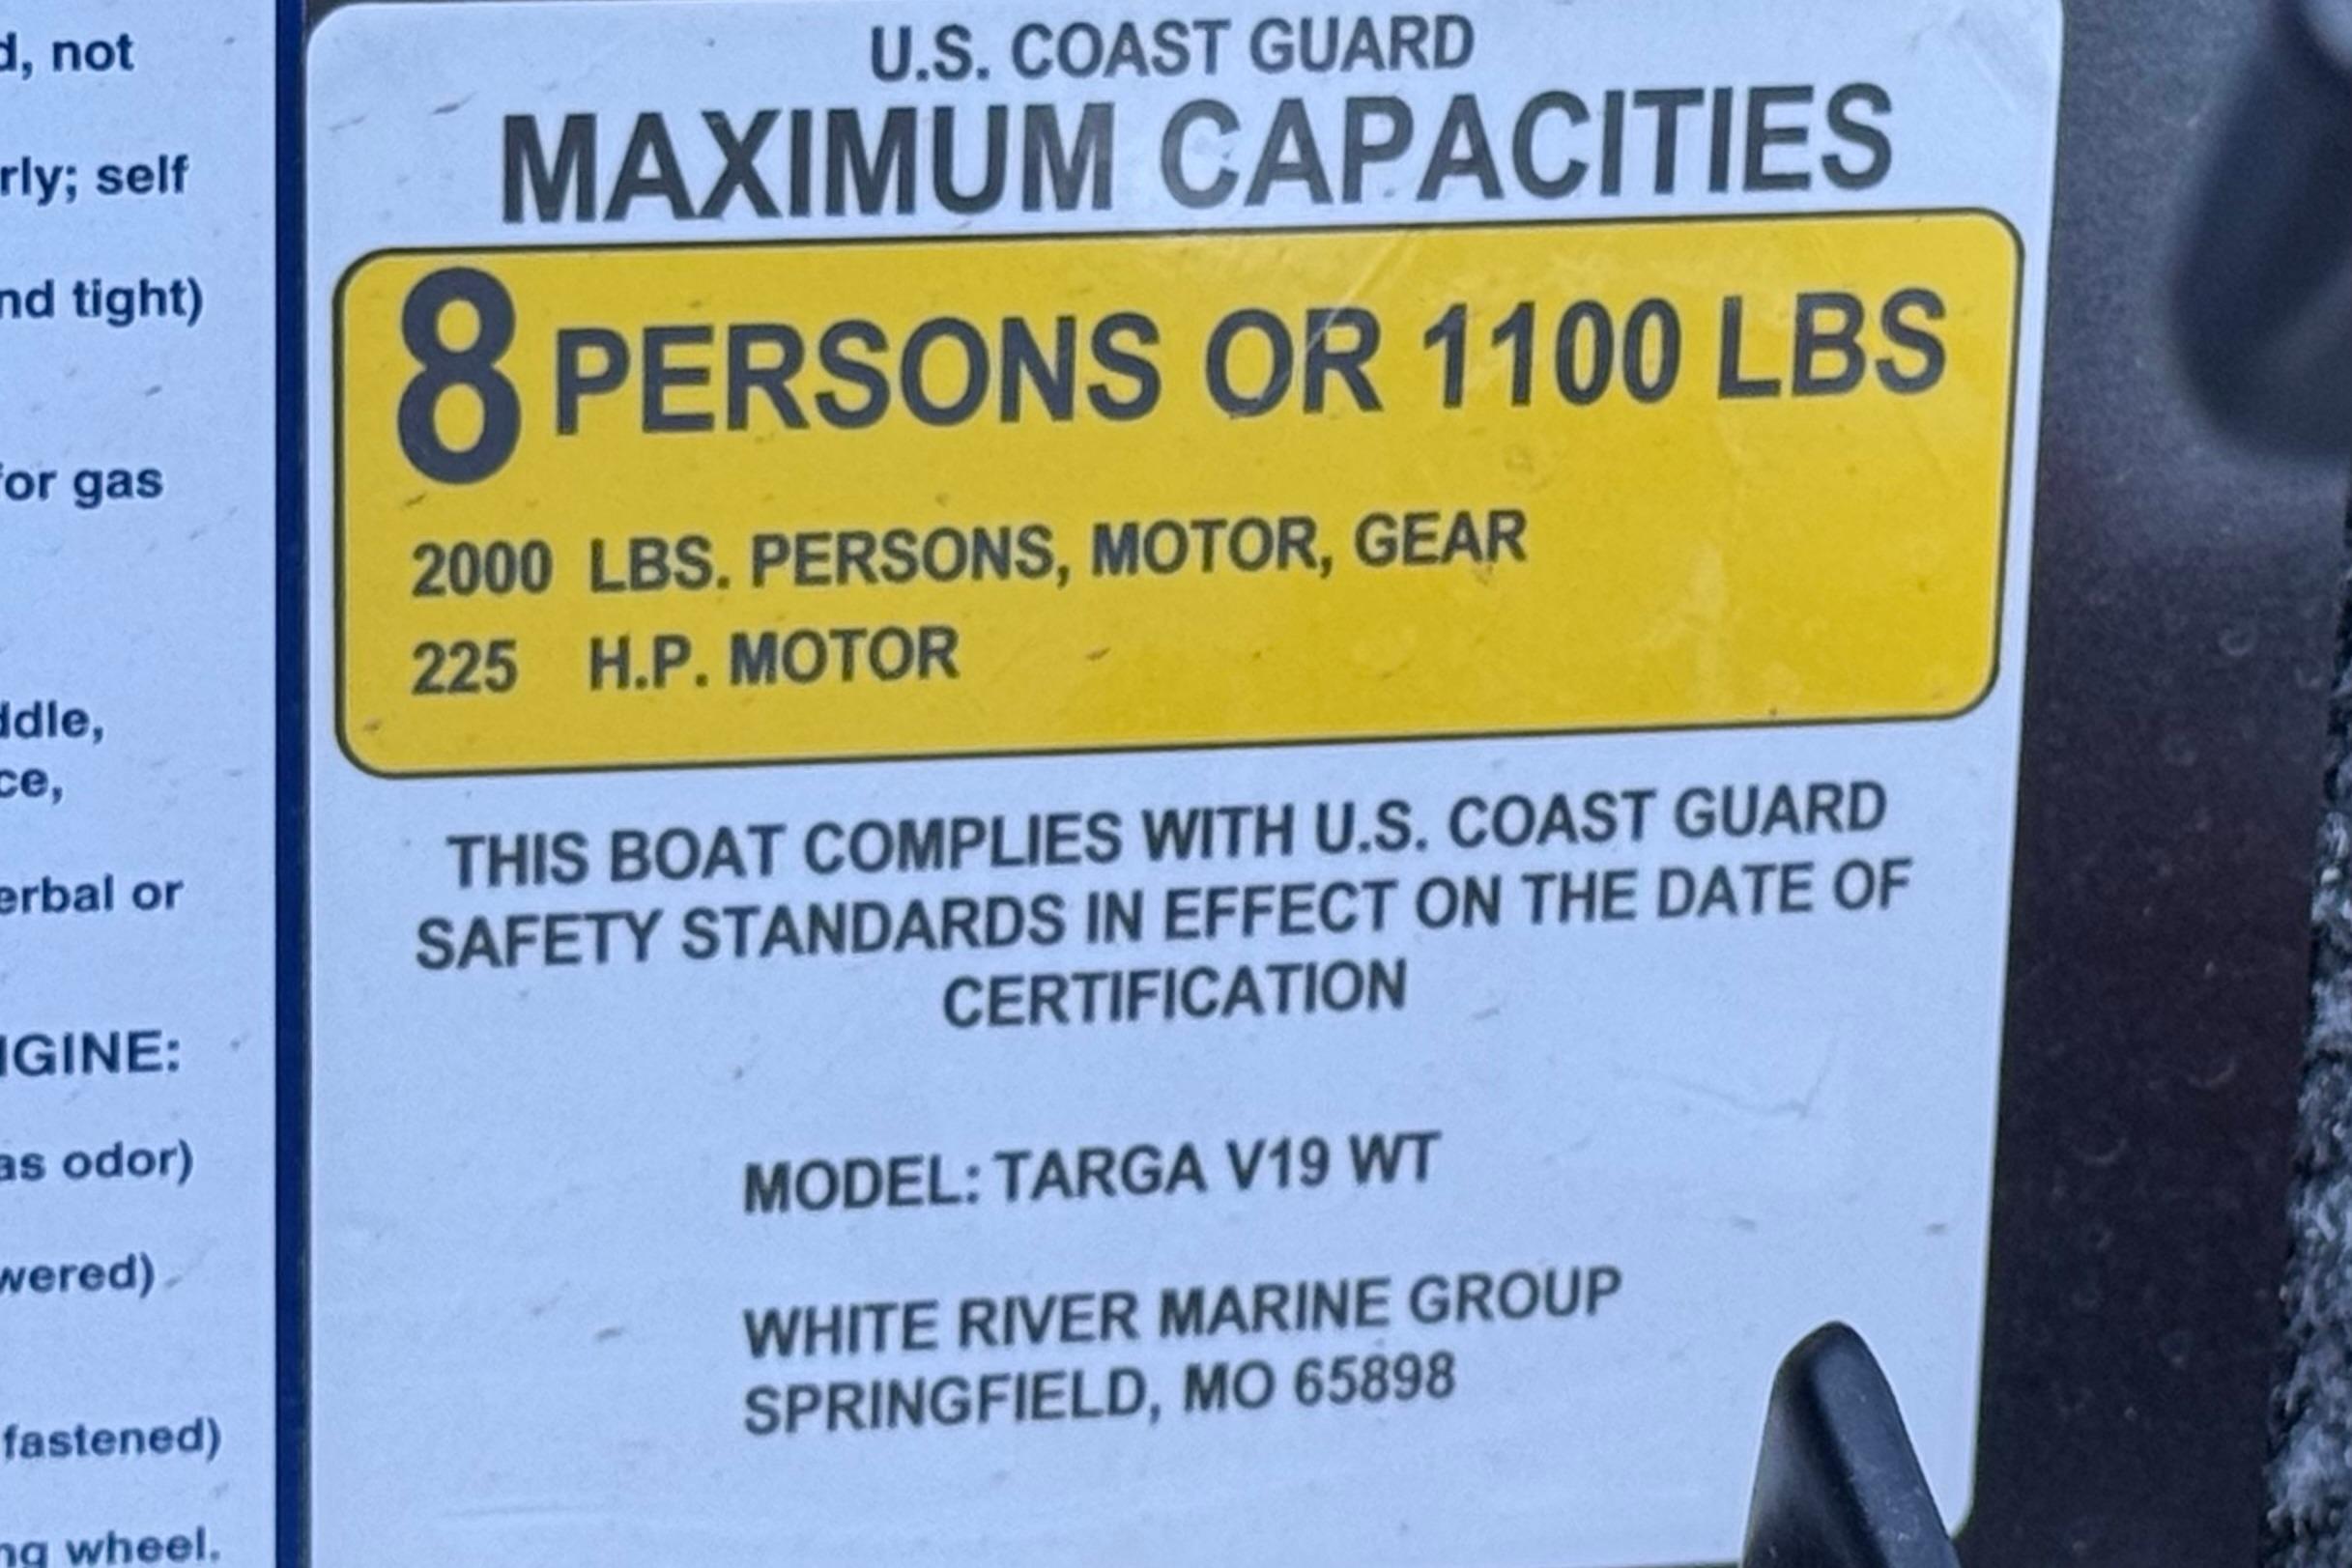 d, not
rly; self
nd tight)
for gas
ddle,
ce,
erbal or
NGINE:
as odor)
wered)
fastened)
ng wheel.
U.S. COAST GUARD
MAXIMUM CAPACITIES
8 PERSONS OR 1100 LBS
2000 LBS. PERSONS, MOTOR, GEAR
225 H.P. MOTOR
THIS BOAT COMPLIES WITH U.S. COAST GUARD
SAFETY STANDARDS IN EFFECT ON THE DATE OF
CERTIFICATION
MODEL: TARGA V19 WT
WHITE RIVER MARINE GROUP
SPRINGFIELD, MO 65898